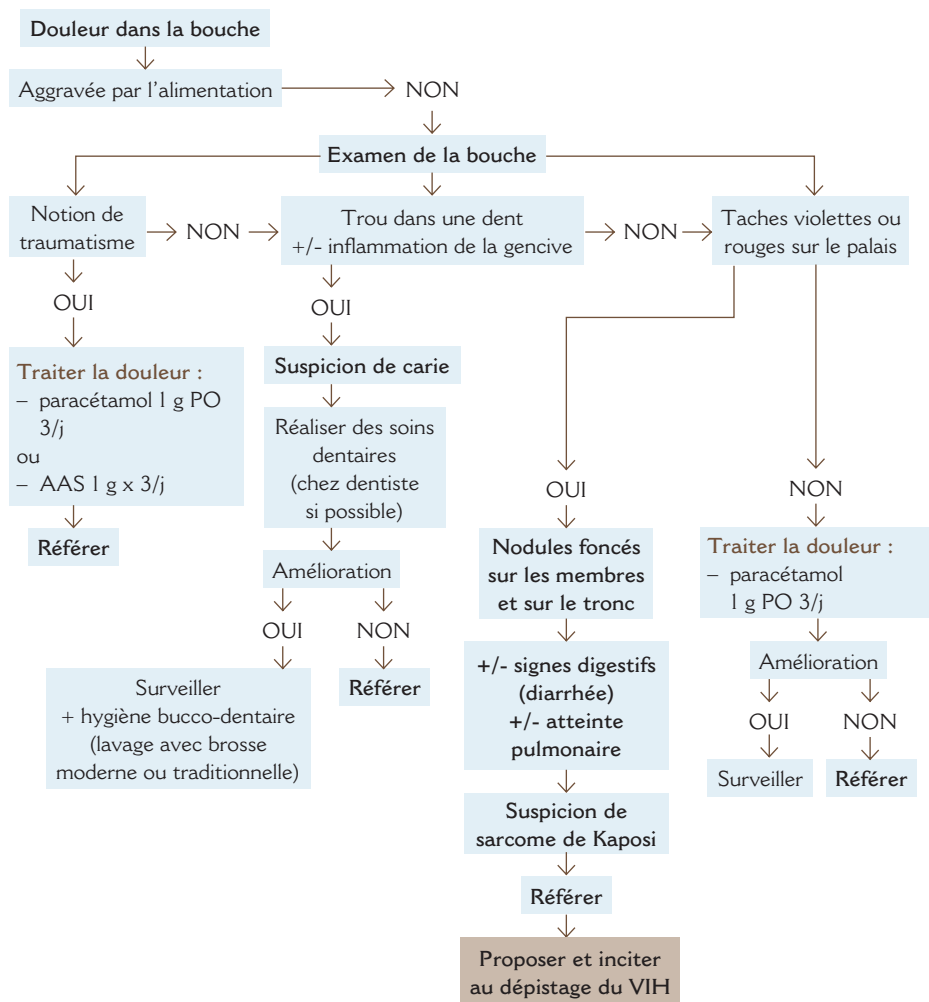 Douleur dans la bouche
Aggravée par l'alimentation
NON
Examen de la bouche
Notion de
traumatisme
NON
Trou dans une dent
+/- inflammation de la gencive
NON
Taches violettes ou
rouges sur le palais
OUI
Traiter la douleur :
– paracétamol 1 g PO
3/j
ou
– AAS 1 g x 3/j
Référer
OUI
Suspicion de carie
Réaliser des soins
dentaires
(chez dentiste
si possible)
Amélioration
OUI
NON
Surveiller
+ hygiène bucco-dentaire
(lavage avec brosse
moderne ou traditionnelle)
Référer
OUI
Nodules foncés
sur les membres
et sur le tronc
+/- signes digestifs
(diarrhée)
+/- atteinte
pulmonaire
Suspicion de
sarcome de Kaposi
Référer
Proposer et inciter
au dépistage du VIH
NON
Traiter la douleur :
– paracétamol
1 g PO 3/j
Amélioration
OUI
NON
Surveiller
Référer